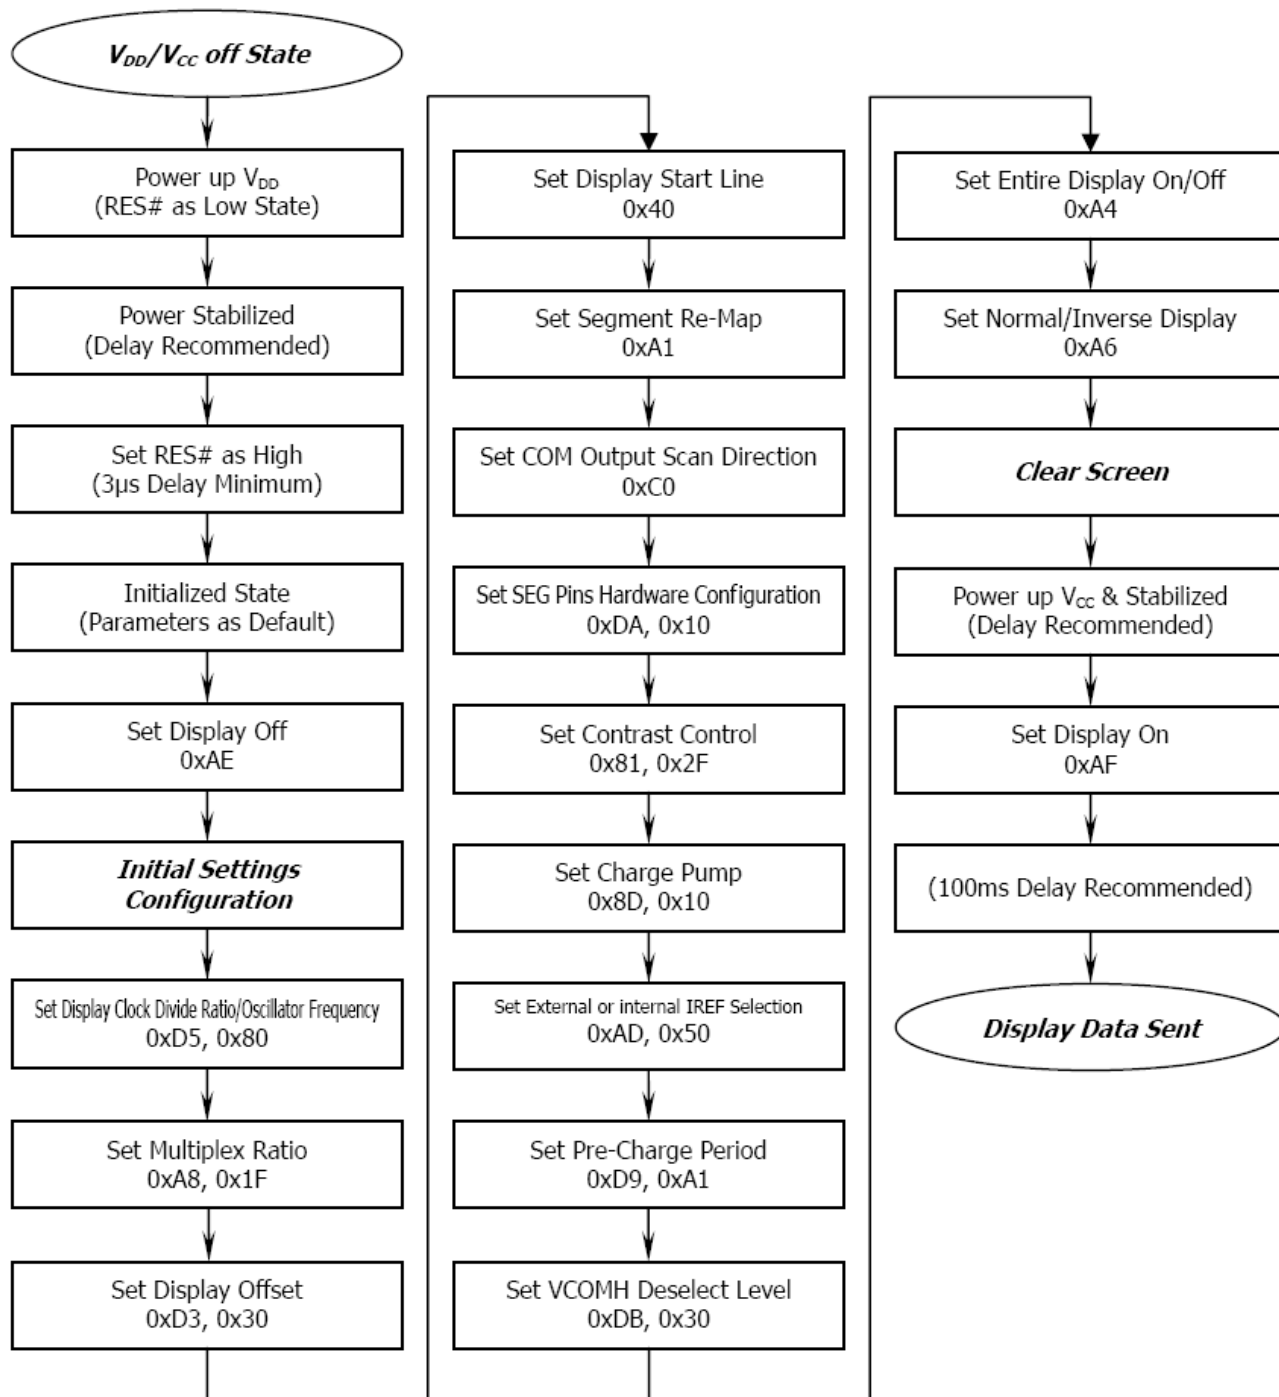 VDD/VCC off State
Power up VDD
(RES# as Low State)
Power Stabilized
(Delay Recommended)
Set RES# as High
(3μs Delay Minimum)
Initialized State
(Parameters as Default)
Set Display Off
0xAE
Initial Settings
Configuration
Set Display Clock Divide Ratio/Oscillator Frequency
0xD5, 0x80
Set Multiplex Ratio
0xA8, 0x1F
Set Display Offset
0xD3, 0x30
Set Display Start Line
0x40
Set Segment Re-Map
0xA1
Set COM Output Scan Direction
0xC0
Set SEG Pins Hardware Configuration
0xDA, 0x10
Set Contrast Control
0x81, 0x2F
Set Charge Pump
0x8D, 0x10
Set External or internal IREF Selection
0xAD, 0x50
Set Pre-Charge Period
0xD9, 0xA1
Set VCOMH Deselect Level
0xDB, 0x30
Set Entire Display On/Off
0xA4
Set Normal/Inverse Display
0xA6
Clear Screen
Power up VCC & Stabilized
(Delay Recommended)
Set Display On
0xAF
(100ms Delay Recommended)
Display Data Sent